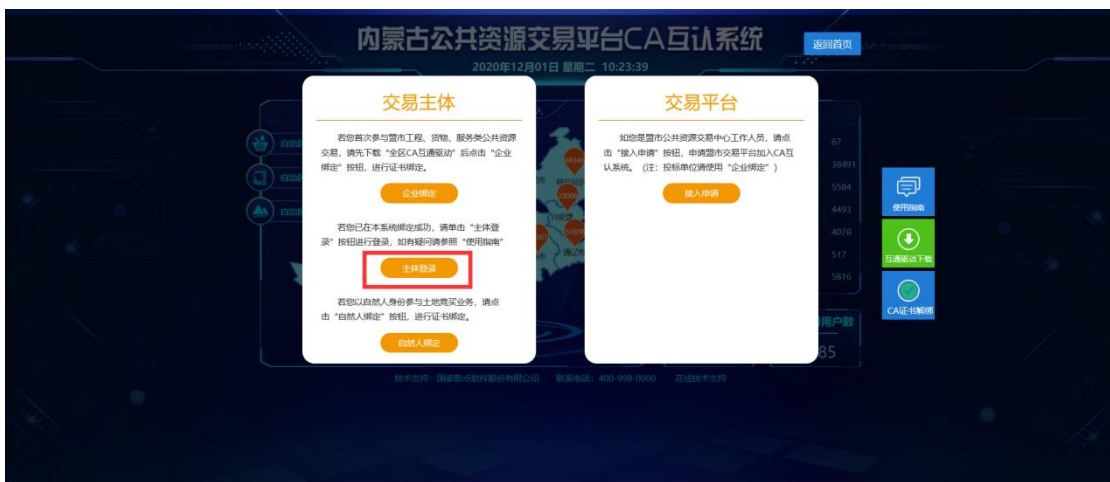 内蒙古公共资源交易平台CA互认系统
返回首页
2020年12月01日 星期二 10:23:39
交易主体
若您首次参与盟市工程、货物、服务类公共资源
交易，请先下载“全区CA互通驱动”后点击“企业
绑定”按钮，进行证书绑定。
企业绑定
若您已在本系统绑定成功，请单击“主体登
录”按钮进行登录，如有疑问请参照“使用指南”
主体登录
若您以自然人身份参与土地竞买业务，请点
击“自然人绑定”按钮，进行证书绑定。
自然人绑定
交易平台
如您是盟市公共资源交易中心工作人员，请点
击“接入申请”按钮，申请盟市交易平台加入CA互
认系统。（注：投标单位请使用“企业绑定”）
接入申请
自治
自治
自治
67
38491
5584
4493
4078
517
5816
用户数
85
使用指南
互通驱动下载
CA证书解绑
技术支持：国泰新点软件股份有限公司 联系电话：400-998-0000 在线技术支持